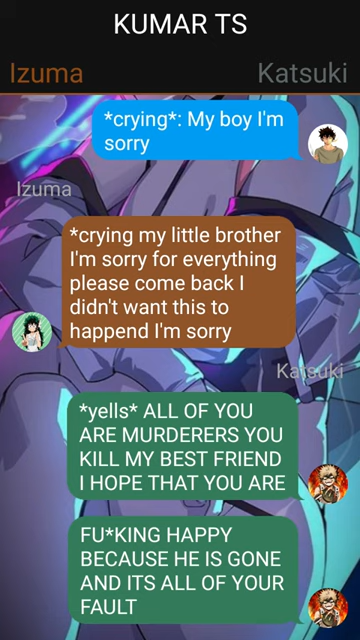 KUMAR TS
Izuma Katsuki
*crying*: My boy I'm
sorry
Izuma
*crying my little brother
I'm sorry for everything
please come back I
didn't want this to
happend I'm sorry
Katsuki
*yells* ALL OF YOU
ARE MURDERERS YOU
KILL MY BEST FRIEND
I HOPE THAT YOU ARE
FU*KING HAPPY
BECAUSE HE IS GONE
AND ITS ALL OF YOUR
FAULT